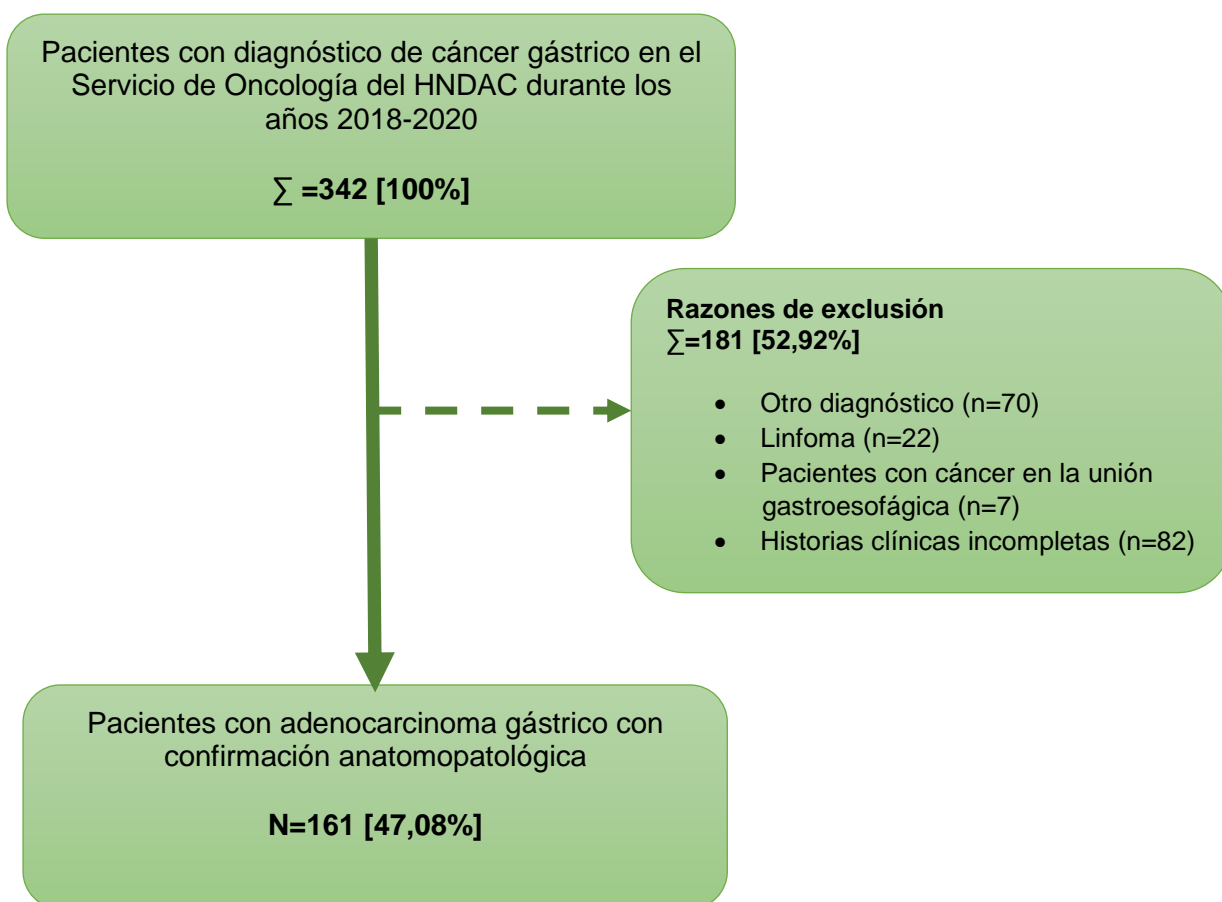 Pacientes con diagnóstico de cáncer gástrico en el
Servicio de Oncología del HNDAC durante los
años 2018-2020
∑ =342 [100%]
Razones de exclusión
∑=181 [52,92%]
• Otro diagnóstico (n=70)
• Linfoma (n=22)
• Pacientes con cáncer en la unión
gastroesofágica (n=7)
• Historias clínicas incompletas (n=82)
Pacientes con adenocarcinoma gástrico con
confirmación anatomopatológica
N=161 [47,08%]